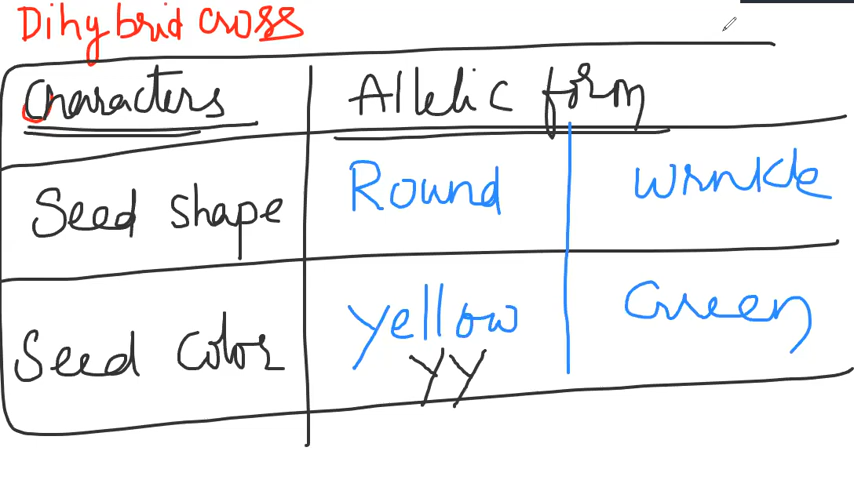 Dihybrid cross
Characters Allelic form
Seed shape Round wrinkle
Seed color Yellow Green
YY